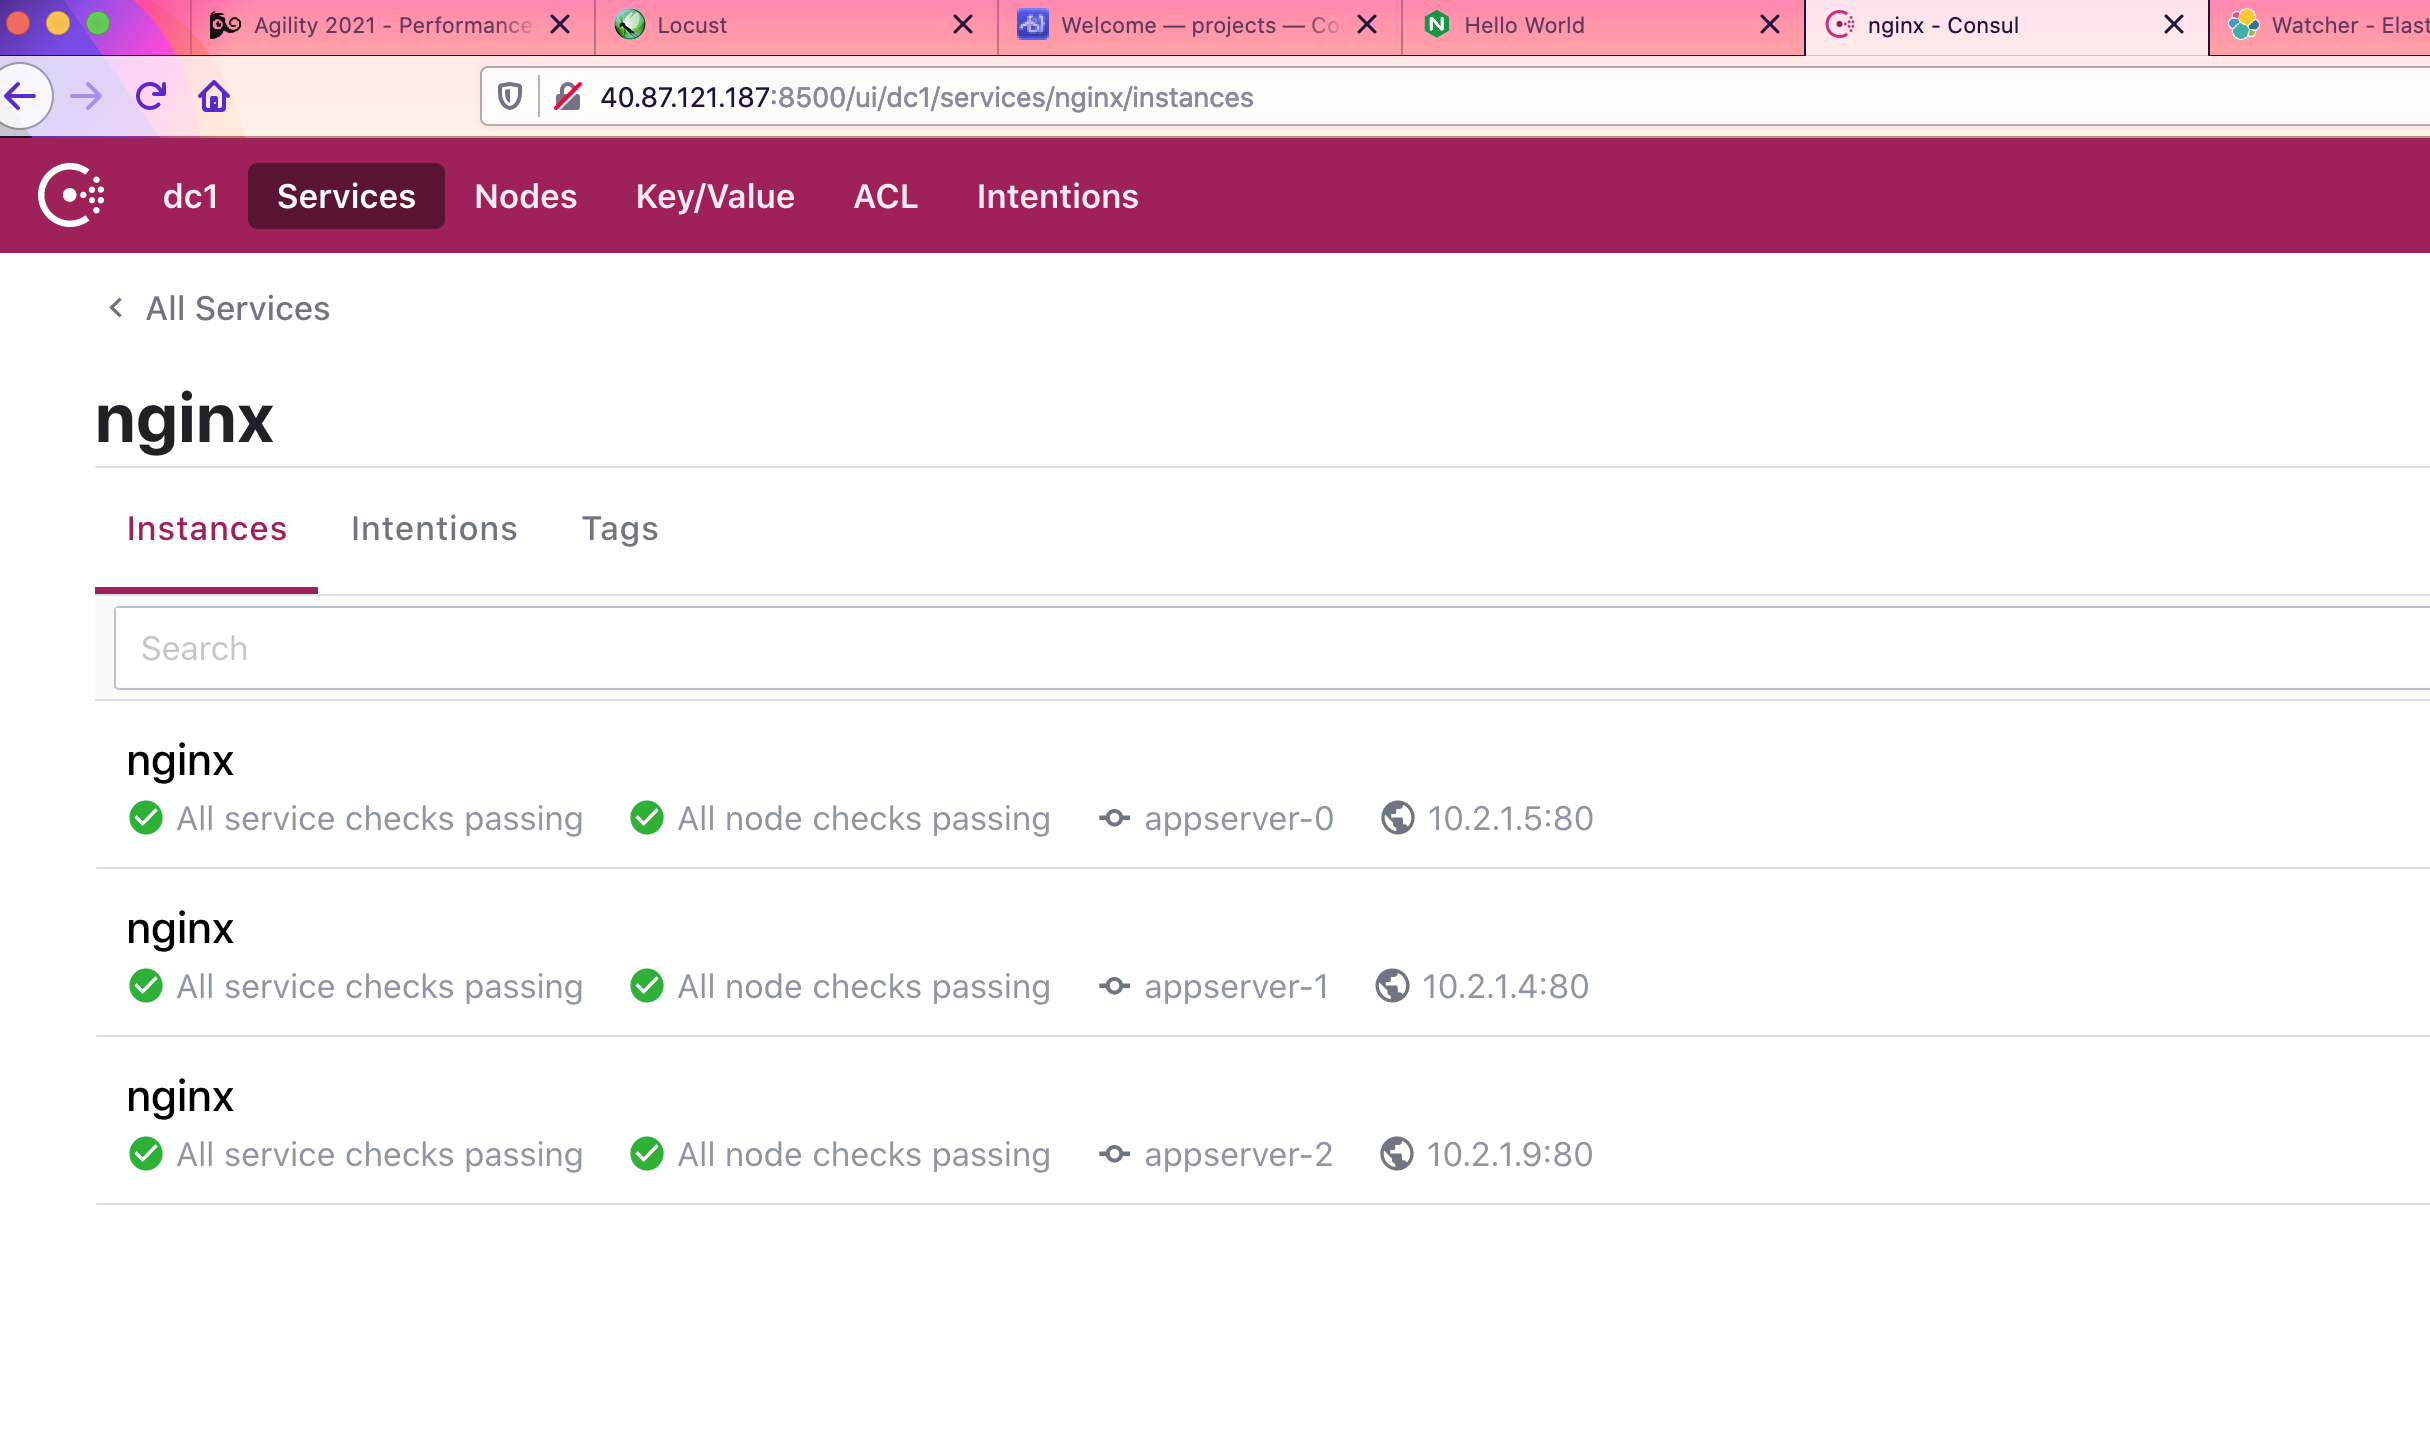 Agility 2021 - Performance
Locust
Welcome — projects — Co
Hello World
nginx - Consul
Watcher - Elast
40.87.121.187:8500/ui/dc1/services/nginx/instances
dc1 Services Nodes Key/Value ACL Intentions
All Services
nginx
Instances Intentions Tags
Search
nginx
All service checks passing All node checks passing appserver-0 10.2.1.5:80
nginx
All service checks passing All node checks passing appserver-1 10.2.1.4:80
nginx
All service checks passing All node checks passing appserver-2 10.2.1.9:80